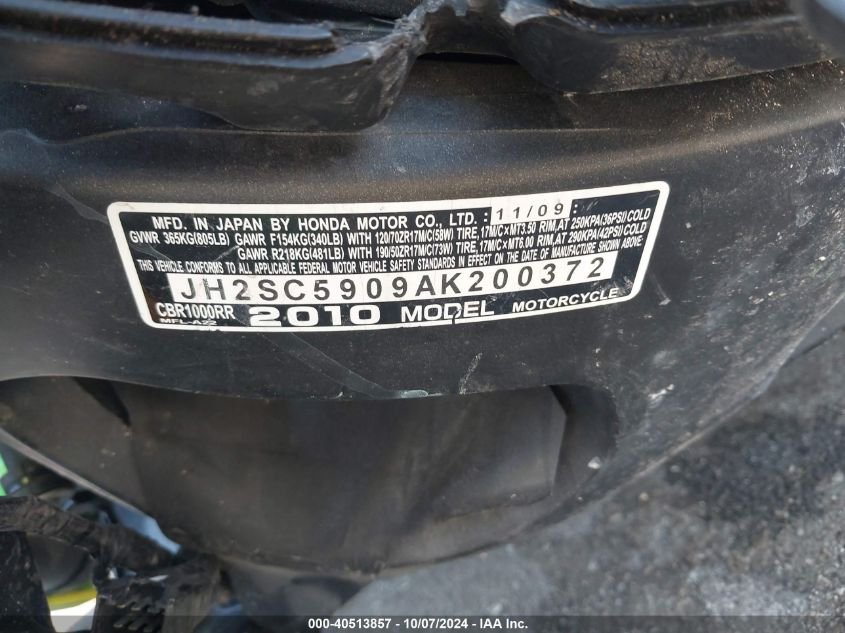 MFD. IN JAPAN BY HONDA MOTOR CO., LTD. : 11/09 :
GVWR 365KG(805LB) GAWR F154KG(340LB) WITH 120/70ZR17M/C(58W) TIRE,17M/C×MT3.50 RIM,AT 250KPA(36PSI)COLD
GAWR R218KG(481LB) WITH 190/50ZR17M/C(73W) TIRE,17M/C×MT6.00 RIM,AT 290KPA(42PSI)COLD
THIS VEHICLE CONFORMS TO ALL APPLICABLE FEDERAL MOTOR VEHICLE SAFETY STANDARDS IN EFFECT ON THE DATE OF MANUFACTURE SHOWN ABOVE.
JH2SC5909AK200372
CBR1000RR 2010 MODEL MOTORCYCLE
MFL-A22
000-40513857 - 10/07/2024 - IAA Inc.